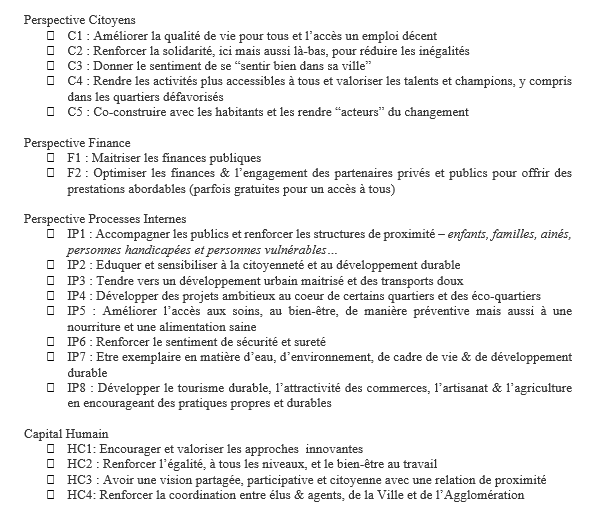 Perspective Citoyens
C1 : Améliorer la qualité de vie pour tous et l’accès un emploi décent
C2 : Renforcer la solidarité, ici mais aussi là-bas, pour réduire les inégalités
C3 : Donner le sentiment de se “sentir bien dans sa ville”
C4 : Rendre les activités plus accessibles à tous et valoriser les talents et champions, y compris
dans les quartiers défavorisés
C5 : Co-construire avec les habitants et les rendre “acteurs” du changement
Perspective Finance
F1 : Maitriser les finances publiques
F2 : Optimiser les finances & l’engagement des partenaires privés et publics pour offrir des
prestations abordables (parfois gratuites pour un accès à tous)
Perspective Processes Internes
IP1 : Accompagner les publics et renforcer les structures de proximité – enfants, familles, ainés,
personnes handicapées et personnes vulnérables…
IP2 : Eduquer et sensibiliser à la citoyenneté et au développement durable
IP3 : Tendre vers un développement urbain maitrisé et des transports doux
IP4 : Développer des projets ambitieux au coeur de certains quartiers et des éco-quartiers
IP5 : Améliorer l’accès aux soins, au bien-être, de manière préventive mais aussi à une
nourriture et une alimentation saine
IP6 : Renforcer le sentiment de sécurité et sureté
IP7 : Etre exemplaire en matière d’eau, d’environnement, de cadre de vie & de développement
durable
IP8 : Développer le tourisme durable, l’attractivité des commerces, l’artisanat & l’agriculture
en encourageant des pratiques propres et durables
Capital Humain
HC1: Encourager et valoriser les approches innovantes
HC2 : Renforcer l’égalité, à tous les niveaux, et le bien-être au travail
HC3 : Avoir une vision partagée, participative et citoyenne avec une relation de proximité
HC4: Renforcer la coordination entre élus & agents, de la Ville et de l’Agglomération